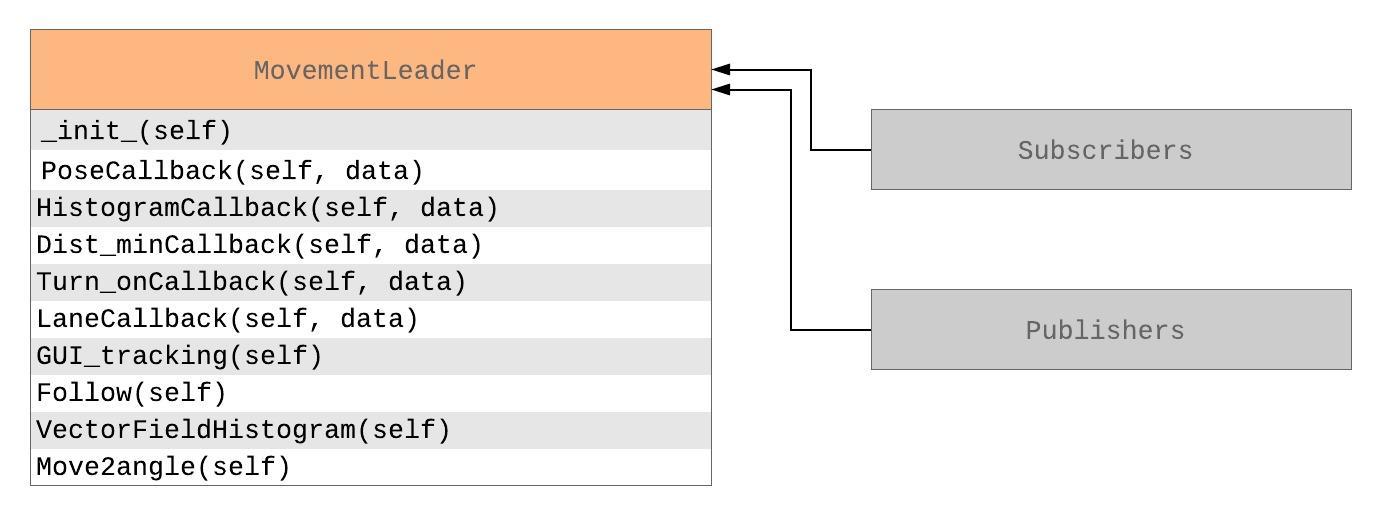 MovementLeader
_init_(self)
PoseCallback(self, data)
HistogramCallback(self, data)
Dist_minCallback(self, data)
Turn_onCallback(self, data)
LaneCallback(self, data)
GUI_tracking(self)
Follow(self)
VectorFieldHistogram(self)
Move2angle(self)
Subscribers
Publishers